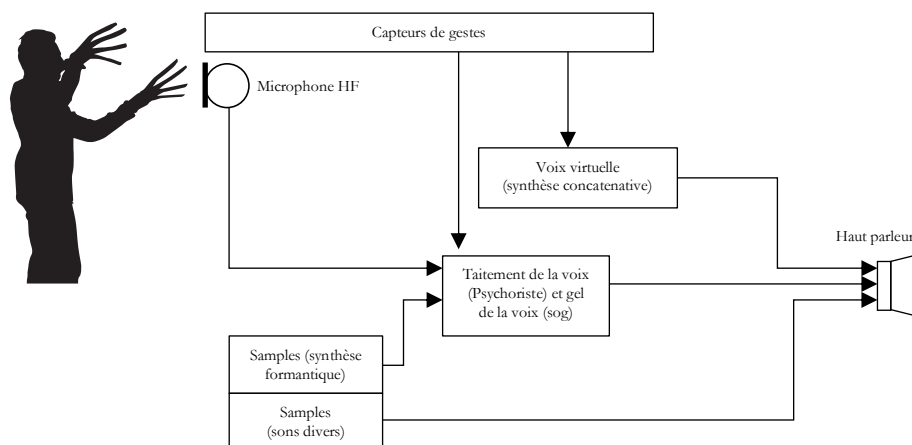 Capteurs de gestes
Microphone HF
Voix virtuelle
(synthèse concatenative)
Haut parleur
Taitement de la voix
(Psychoriste) et gel
de la voix (sog)
Samples (synthèse
formantique)
Samples
(sons divers)